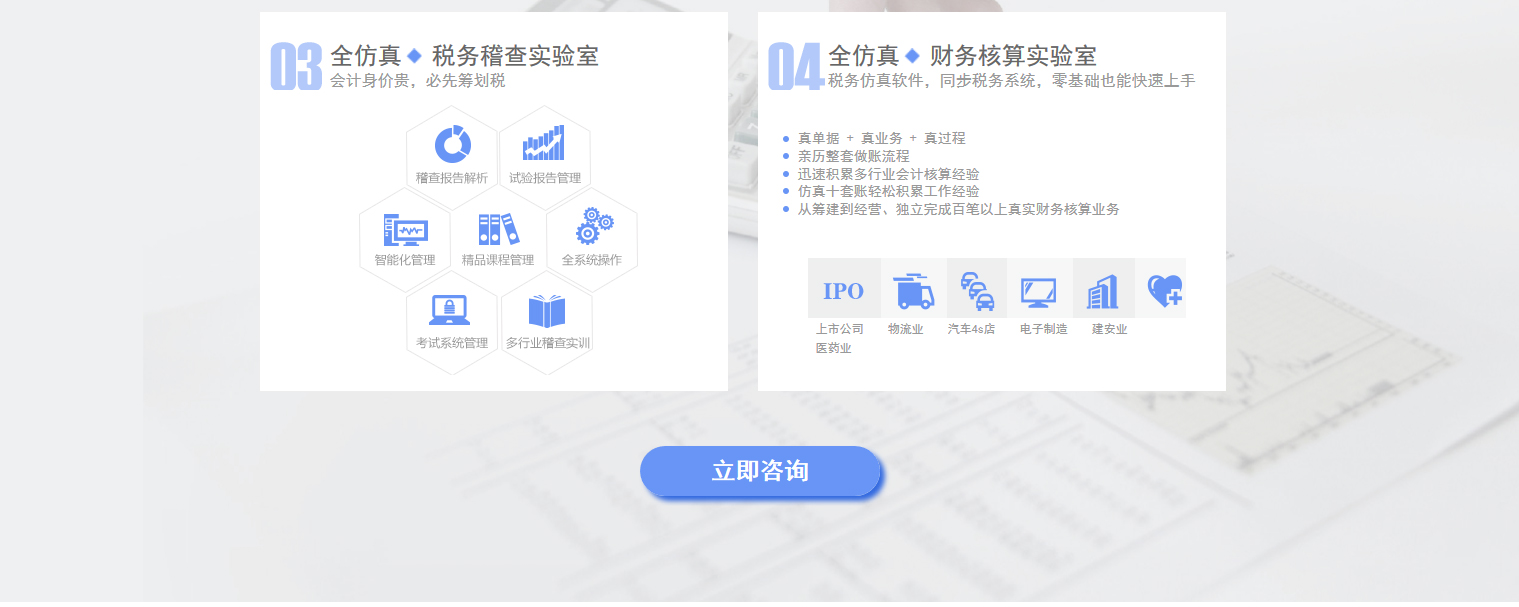 03 全仿真◆ 税务稽查实验室
会计身价贵，必先筹划税
稽查报告解析 试验报告管理
智能化管理 精品课程管理 全系统操作
考试系统管理 多行业稽查实训
04 全仿真◆ 财务核算实验室
税务仿真软件，同步税务系统，零基础也能快速上手
真单据 + 真业务 + 真过程
亲历整套做账流程
迅速积累多行业会计核算经验
仿真十套账轻松积累工作经验
从筹建到经营、独立完成百笔以上真实财务核算业务
IPO
上市公司 物流业 汽车4s店 电子制造 建安业
医药业
立即咨询